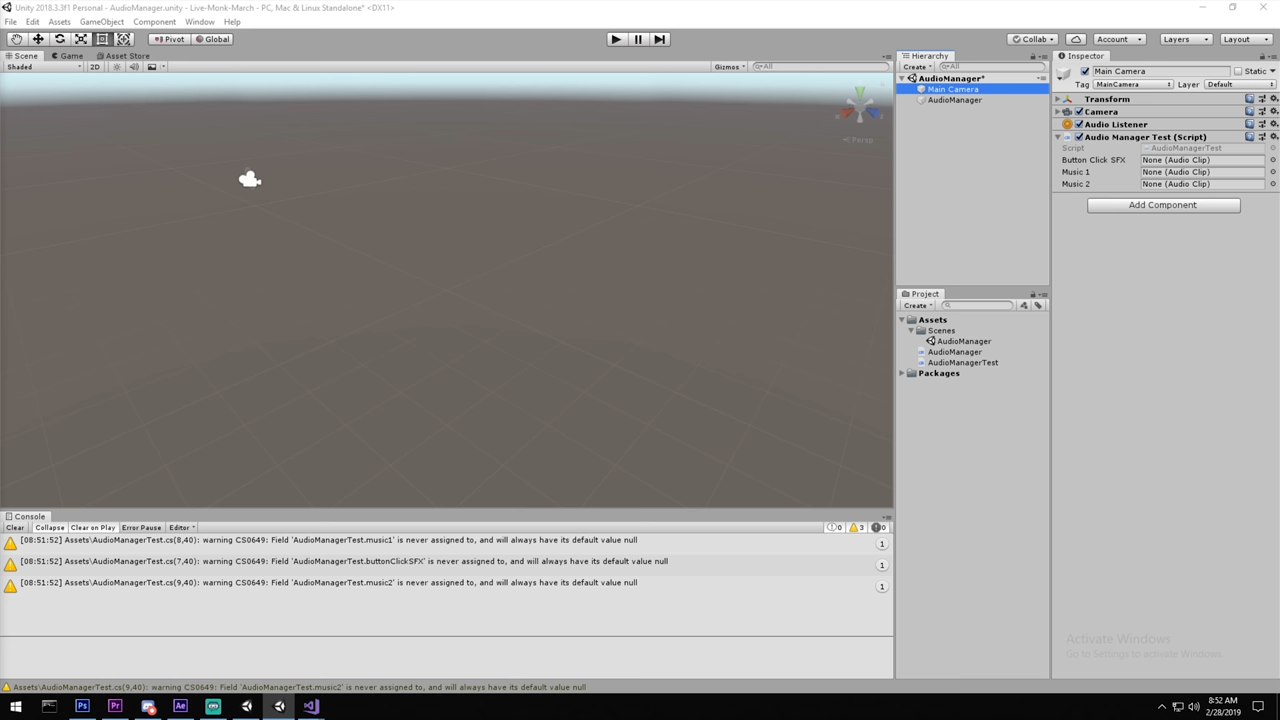 Unity 2018.3.3f1 Personal - AudioManager.unity - Live-Monk-March - PC, Mac & Linux Standalone* <DX11>
File Edit Assets GameObject Component Window Help
Pivot Global Collab Account Layers Layout
Scene Game Asset Store
Shaded 2D Gizmos All
Persp
Hierarchy
Create All
AudioManager*
Main Camera
AudioManager
Project
Create
Assets
Scenes
AudioManager
AudioManager
AudioManagerTest
Packages
Inspector
Main Camera Static
Tag MainCamera Layer Default
Transform
Camera
Audio Listener
Audio Manager Test (Script)
Script AudioManagerTest
Button Click SFX None (Audio Clip)
Music 1 None (Audio Clip)
Music 2 None (Audio Clip)
Add Component
Console
Clear Collapse Clear on Play Error Pause Editor 0 3 0
[08:51:52] Assets\AudioManagerTest.cs(8,40): warning CS0649: Field 'AudioManagerTest.music1' is never assigned to, and will always have its default value null 1
[08:51:52] Assets\AudioManagerTest.cs(7,40): warning CS0649: Field 'AudioManagerTest.buttonClickSFX' is never assigned to, and will always have its default value null 1
[08:51:52] Assets\AudioManagerTest.cs(9,40): warning CS0649: Field 'AudioManagerTest.music2' is never assigned to, and will always have its default value null 1
Activate Windows
Go to Settings to activate Windows.
Assets\AudioManagerTest.cs(9,40): warning CS0649: Field 'AudioManagerTest.music2' is never assigned to, and will always have its default value null
Ps Pr Ae
8:52 AM
2/28/2019